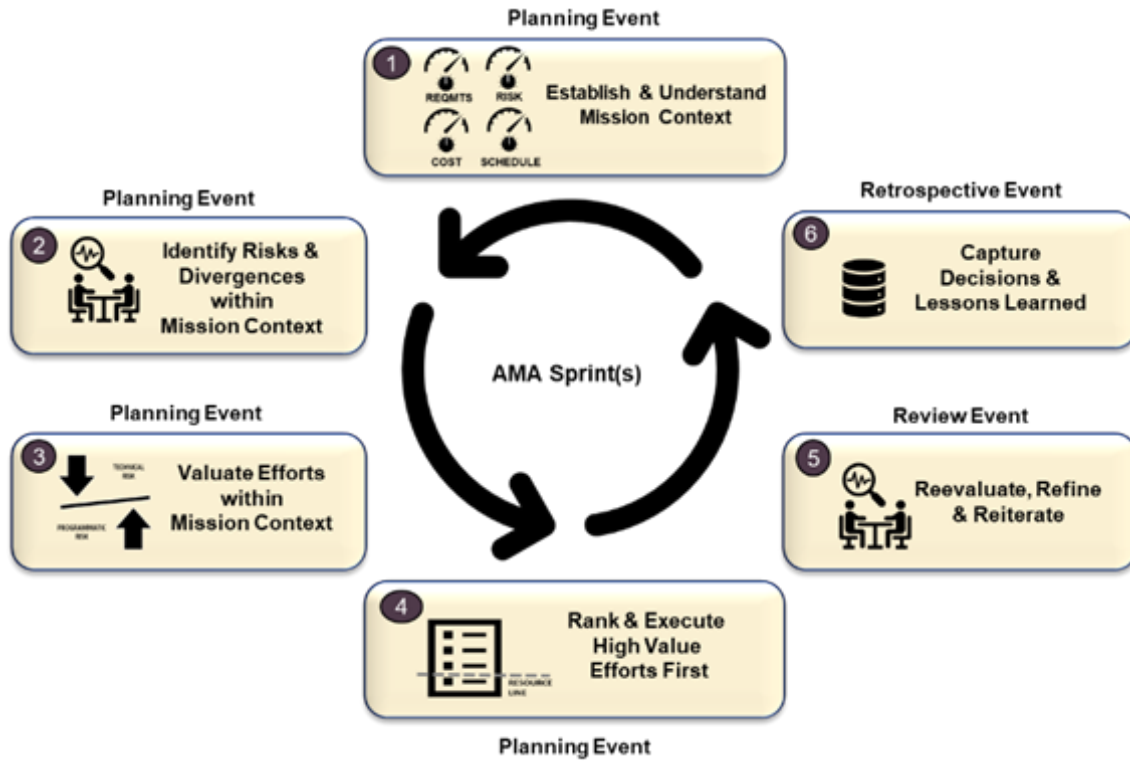 Planning Event
1
REQMTS
RISK
COST
SCHEDULE
Establish & Understand
Mission Context
Planning Event
2
Identify Risks &
Divergences
within
Mission Context
Planning Event
3
TECHNICAL
RISK
PROGRAMMATIC
RISK
Valuate Efforts
within
Mission Context
4
RESOURCE
LINE
Rank & Execute
High Value
Efforts First
Planning Event
Review Event
5
Reevaluate, Refine
& Reiterate
Retrospective Event
6
Capture
Decisions &
Lessons Learned
AMA Sprint(s)